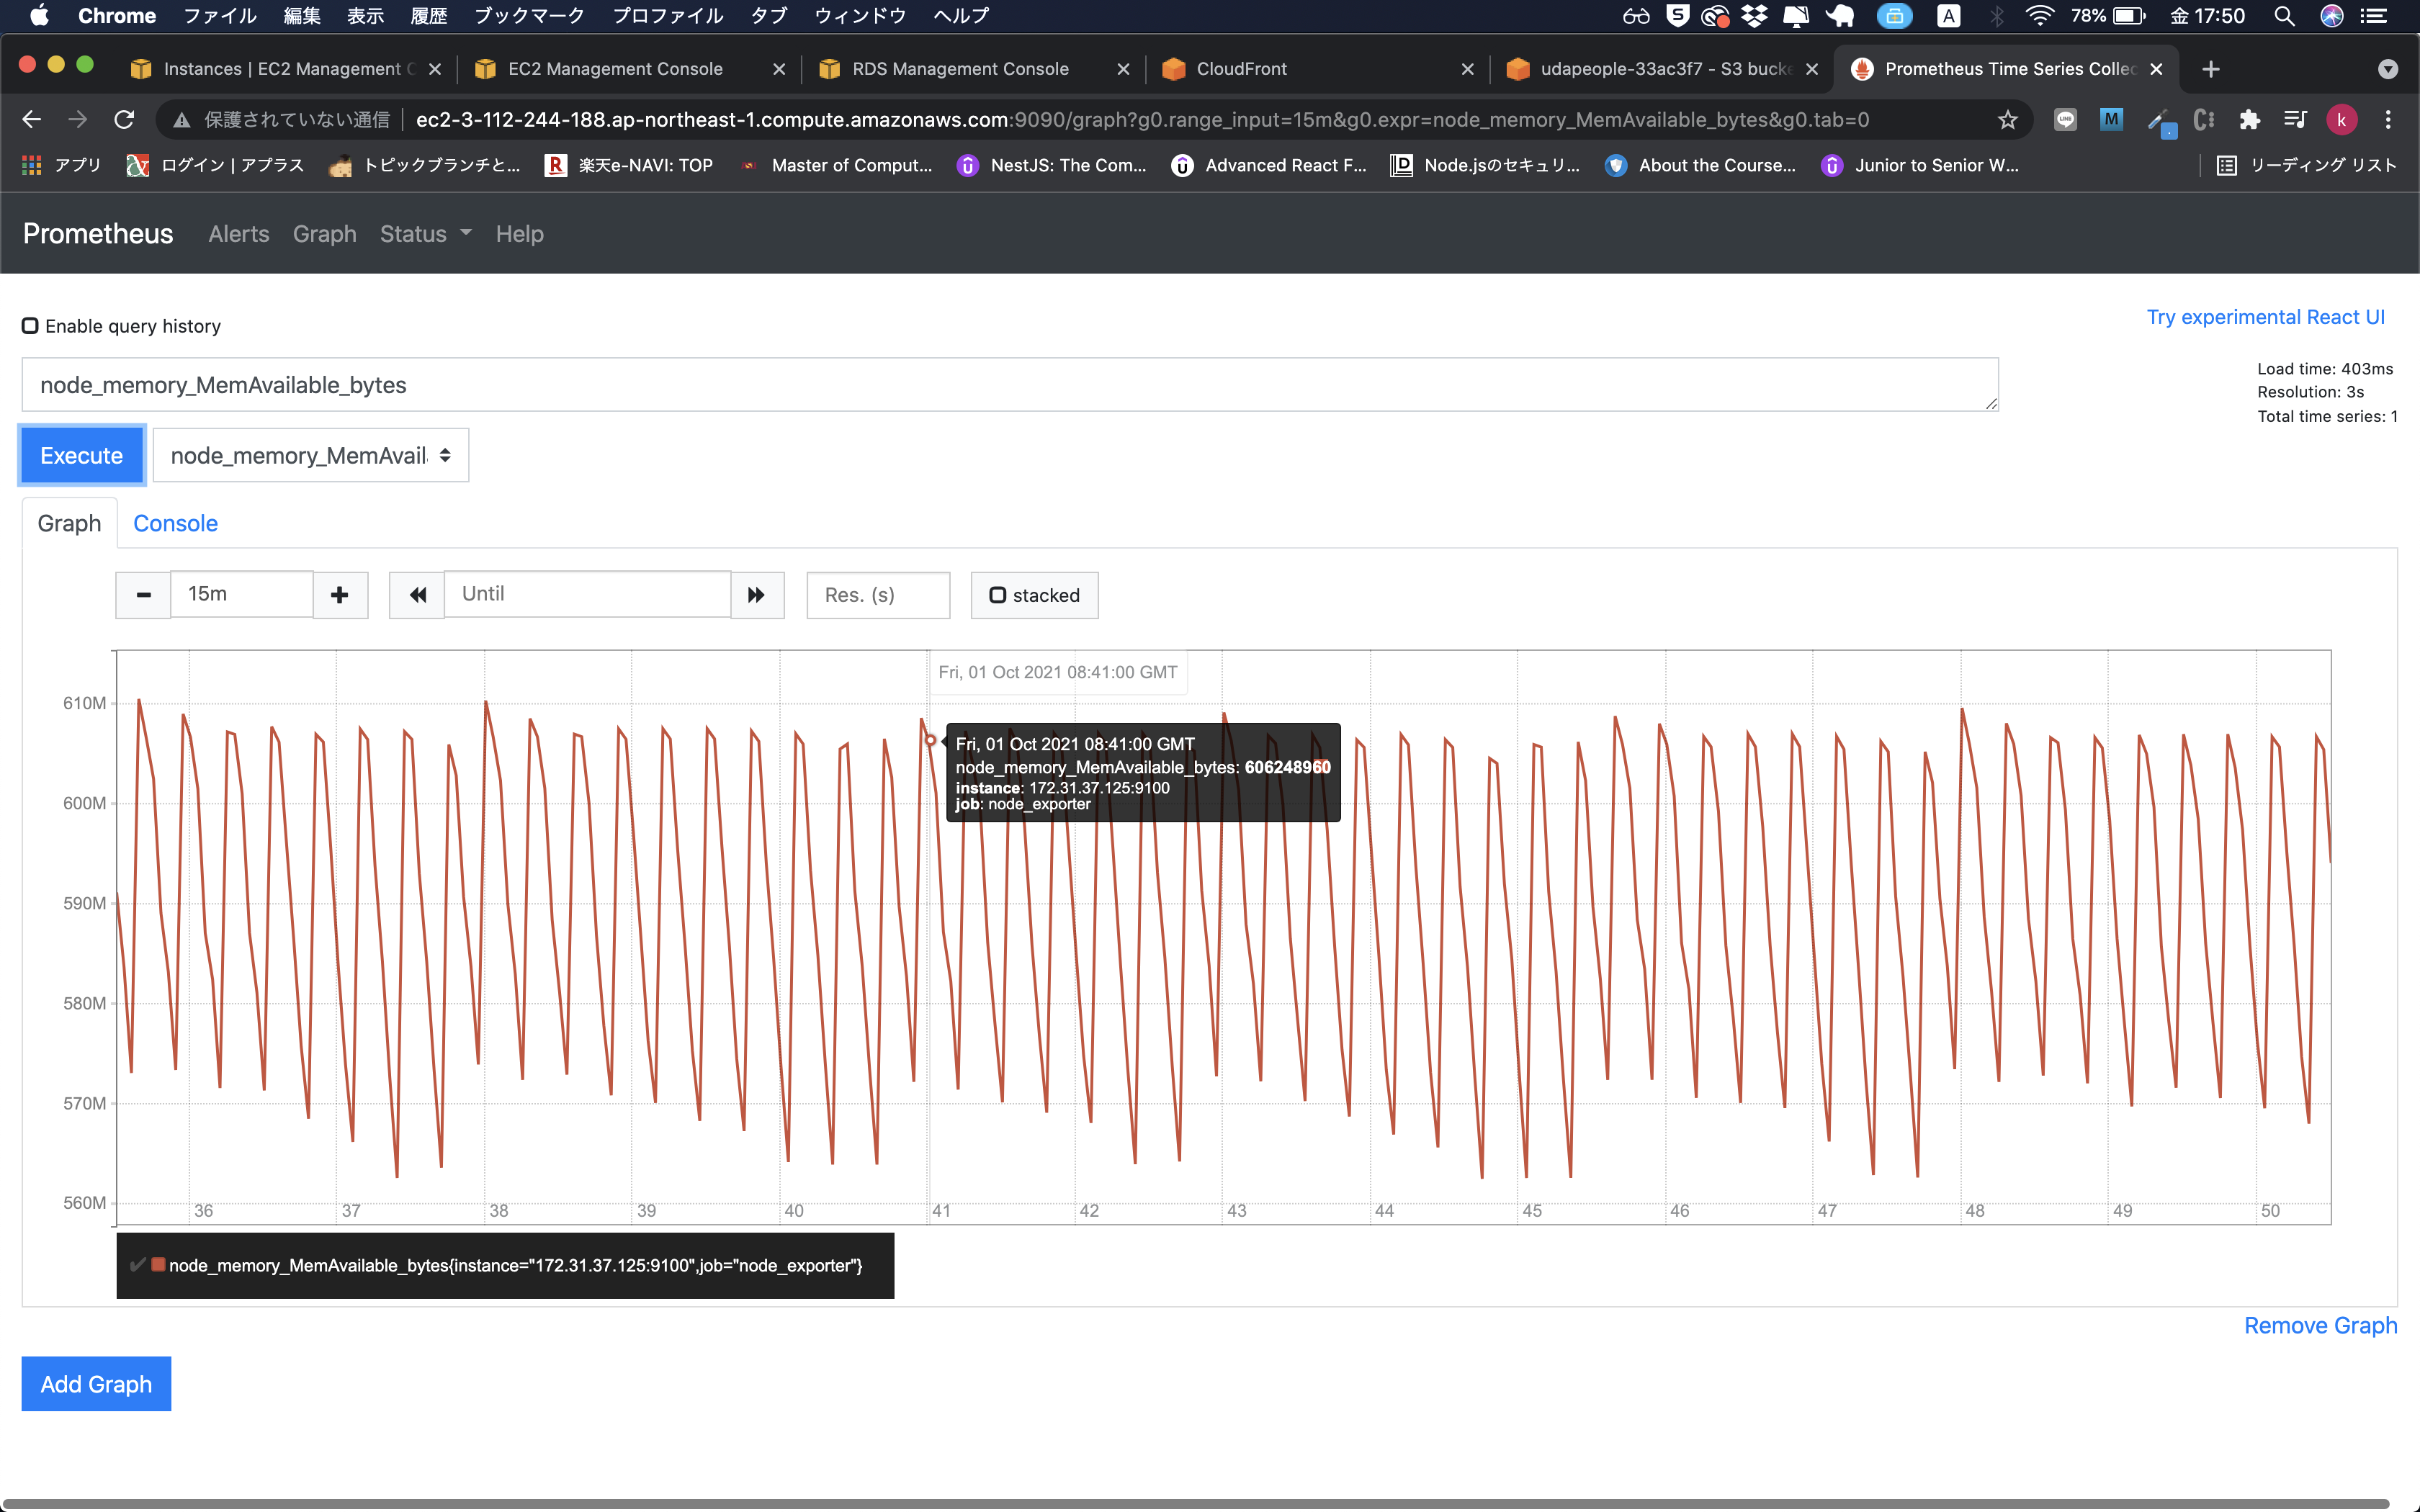 Chrome ファイル 編集 表示 履歴 ブックマーク プロファイル タブ ウィンドウ ヘルプ S A 78% 金 17:50
Instances | EC2 Management C EC2 Management Console RDS Management Console CloudFront udapeople-33ac3f7 - S3 bucke Prometheus Time Series Collec
保護されていない通信 ec2-3-112-244-188.ap-northeast-1.compute.amazonaws.com:9090/graph?g0.range_input=15m&g0.expr=node_memory_MemAvailable_bytes&g0.tab=0 LINE M k
アプリ ログイン | アプラス トピックブランチと... R 楽天e-NAVI: TOP Master of Comput... NestJS: The Com... Advanced React F... Node.jsのセキュリ... About the Course... Junior to Senior W... リーディング リスト
Prometheus Alerts Graph Status Help
Enable query history
Try experimental React UI
node_memory_MemAvailable_bytes
Load time: 403ms
Resolution: 3s
Total time series: 1
Execute node_memory_MemAvail
Graph Console
15m Until Res. (s) stacked
Fri, 01 Oct 2021 08:41:00 GMT
610M
Fri, 01 Oct 2021 08:41:00 GMT
node_memory_MemAvailable_bytes: 606248960
instance: 172.31.37.125:9100
job: node_exporter
600M
590M
580M
570M
560M
36 37 38 39 40 41 42 43 44 45 46 47 48 49 50
node_memory_MemAvailable_bytes{instance="172.31.37.125:9100",job="node_exporter"}
Remove Graph
Add Graph